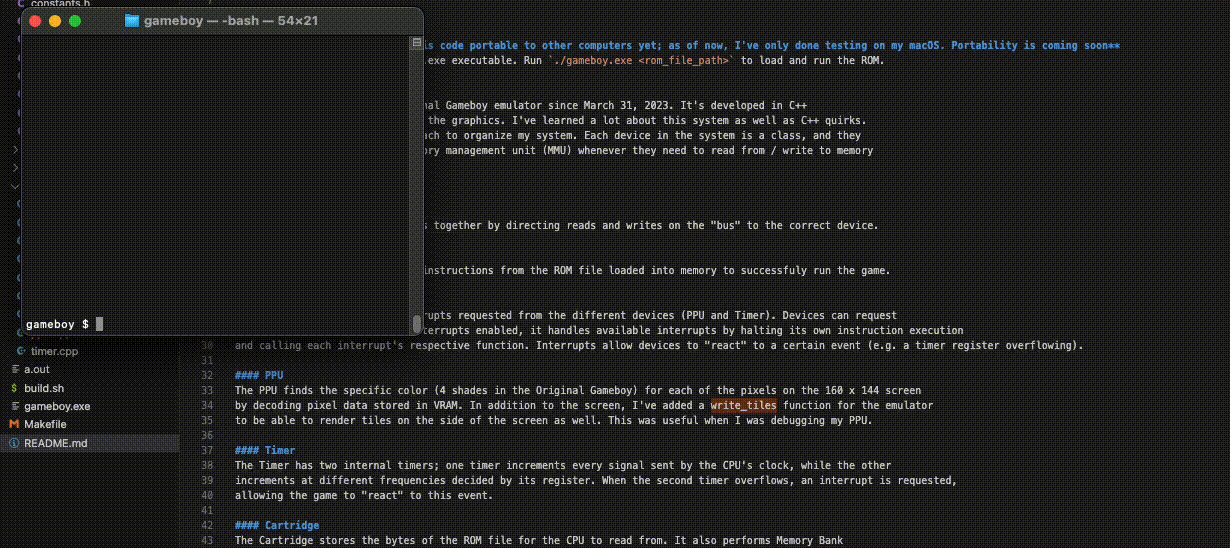 constants.h
gameboy — -bash — 54×21
is code portable to other computers yet; as of now, I've only done testing on my macOS. Portability is coming soon**
.exe executable. Run `./gameboy.exe <rom_file_path>` to load and run the ROM.
nal Gameboy emulator since March 31, 2023. It's developed in C++
the graphics. I've learned a lot about this system as well as C++ quirks.
ach to organize my system. Each device in the system is a class, and they
ory management unit (MMU) whenever they need to read from / write to memory
s together by directing reads and writes on the "bus" to the correct device.
instructions from the ROM file loaded into memory to successfuly run the game.
rupts requested from the different devices (PPU and Timer). Devices can request
gameboy $
terrupts enabled, it handles available interrupts by halting its own instruction execution
30 and calling each interrupt's respective function. Interrupts allow devices to "react" to a certain event (e.g. a timer register overflowing).
timer.cpp
31
a.out
32 #### PPU
build.sh
33 The PPU finds the specific color (4 shades in the Original Gameboy) for each of the pixels on the 160 x 144 screen
gameboy.exe
34 by decoding pixel data stored in VRAM. In addition to the screen, I've added a write_tiles function for the emulator
Makefile
35 to be able to render tiles on the side of the screen as well. This was useful when I was debugging my PPU.
README.md
36
37 #### Timer
38 The Timer has two internal timers; one timer increments every signal sent by the CPU's clock, while the other
39 increments at different frequencies decided by its register. When the second timer overflows, an interrupt is requested,
40 allowing the game to "react" to this event.
41
42 #### Cartridge
43 The Cartridge stores the bytes of the ROM file for the CPU to read from. It also performs Memory Bank